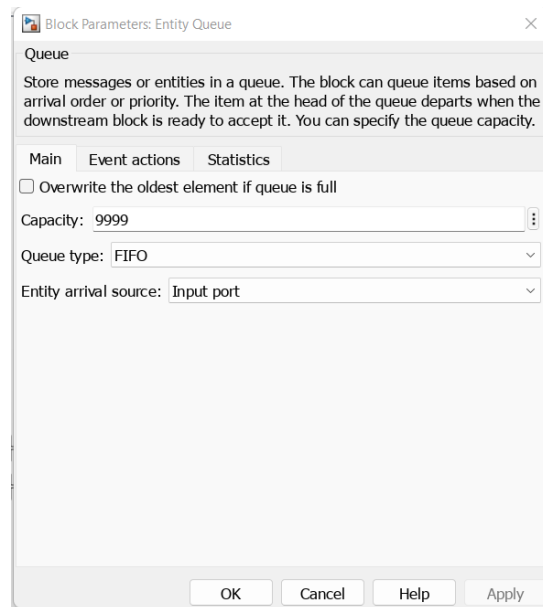 Block Parameters: Entity Queue
Queue
Store messages or entities in a queue. The block can queue items based on
arrival order or priority. The item at the head of the queue departs when the
downstream block is ready to accept it. You can specify the queue capacity.
Main Event actions Statistics
Overwrite the oldest element if queue is full
Capacity: 9999
Queue type: FIFO
Entity arrival source: Input port
OK Cancel Help Apply